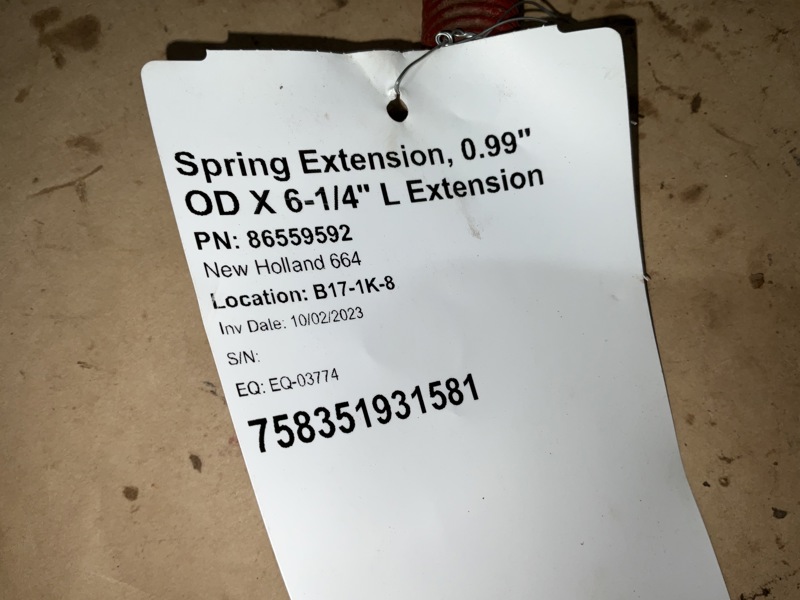 Spring Extension, 0.99"
OD X 6-1/4" L Extension
PN: 86559592
New Holland 664
Location: B17-1K-8
Inv Date: 10/02/2023
S/N:
EQ: EQ-03774
758351931581